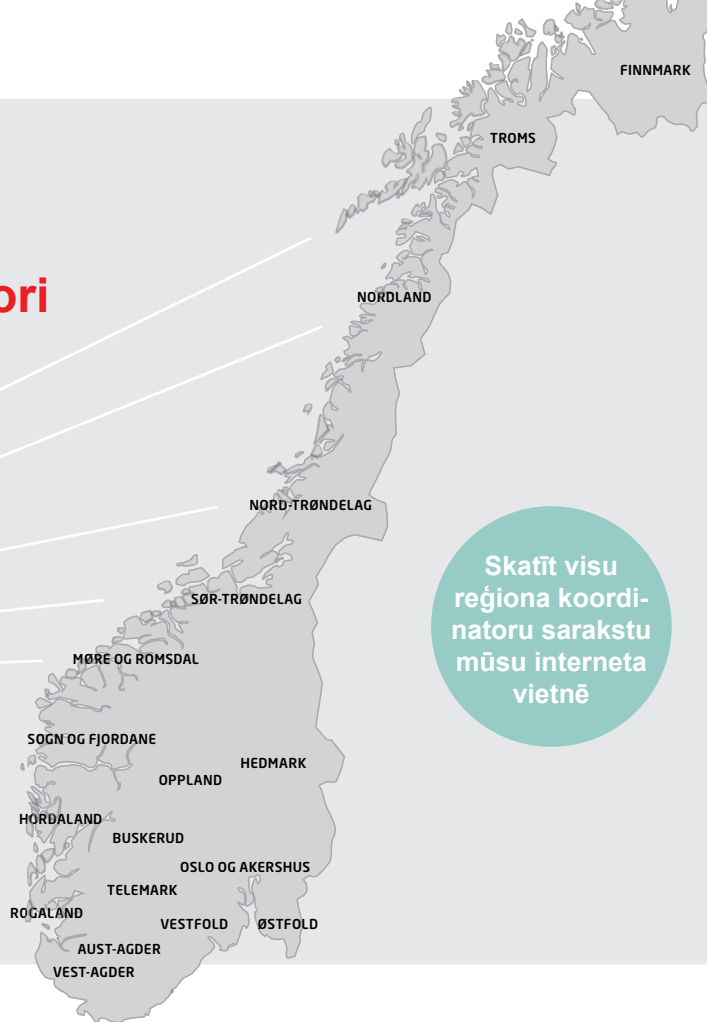 FINNMARK
TROMS
ori
NORDLAND
NORD-TRØNDELAG
Skatīt visu
reģiona koordi-
natoru sarakstu
mūsu interneta
vietnē
SØR-TRØNDELAG
MØRE OG ROMSDAL
SOGN OG FJORDANE
HEDMARK
OPPLAND
HORDALAND
BUSKERUD
OSLO OG AKERSHUS
TELEMARK
ROGALAND
VESTFOLD
ØSTFOLD
AUST-AGDER
VEST-AGDER